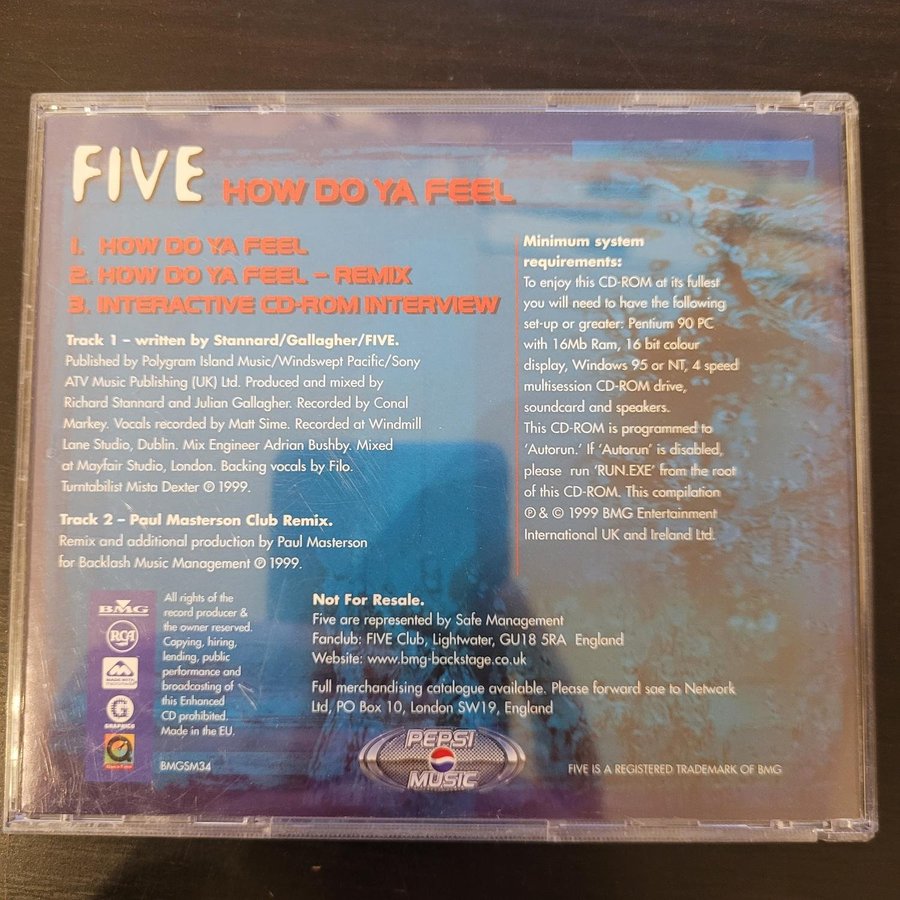 FIVE HOW DO YA FEEL
1. HOW DO YA FEEL
2. HOW DO YA FEEL – REMIX
3. INTERACTIVE CD-ROM INTERVIEW
Track 1 – written by Stannard/Gallagher/FIVE.
Published by Polygram Island Music/Windswept Pacific/Sony
ATV Music Publishing (UK) Ltd. Produced and mixed by
Richard Stannard and Julian Gallagher. Recorded by Conal
Markey. Vocals recorded by Matt Sime. Recorded at Windmill
Lane Studio, Dublin. Mix Engineer Adrian Bushby. Mixed
at Mayfair Studio, London. Backing vocals by Filo.
Turntabilist Mista Dexter ℗ 1999.
Track 2 – Paul Masterson Club Remix.
Remix and additional production by Paul Masterson
for Backlash Music Management ℗ 1999.
Minimum system
requirements:
To enjoy this CD-ROM at its fullest
you will need to have the following
set-up or greater: Pentium 90 PC
with 16Mb Ram, 16 bit colour
display, Windows 95 or NT, 4 speed
multisession CD-ROM drive,
soundcard and speakers.
This CD-ROM is programmed to
‘Autorun.’ If ‘Autorun’ is disabled,
please run ‘RUN.EXE’ from the root
of this CD-ROM. This compilation
℗ & © 1999 BMG Entertainment
International UK and Ireland Ltd.
BMG
RCA
MADE WITH
G
GRAPHICO
All rights of the
record producer &
the owner reserved.
Copying, hiring,
lending, public
performance and
broadcasting of
this Enhanced
CD prohibited.
Made in the EU.
BMGSM34
Not For Resale.
Five are represented by Safe Management
Fanclub: FIVE Club, Lightwater, GU18 5RA England
Website: www.bmg-backstage.co.uk
Full merchandising catalogue available. Please forward sae to Network
Ltd, PO Box 10, London SW19, England
PEPSI
MUSIC
FIVE IS A REGISTERED TRADEMARK OF BMG